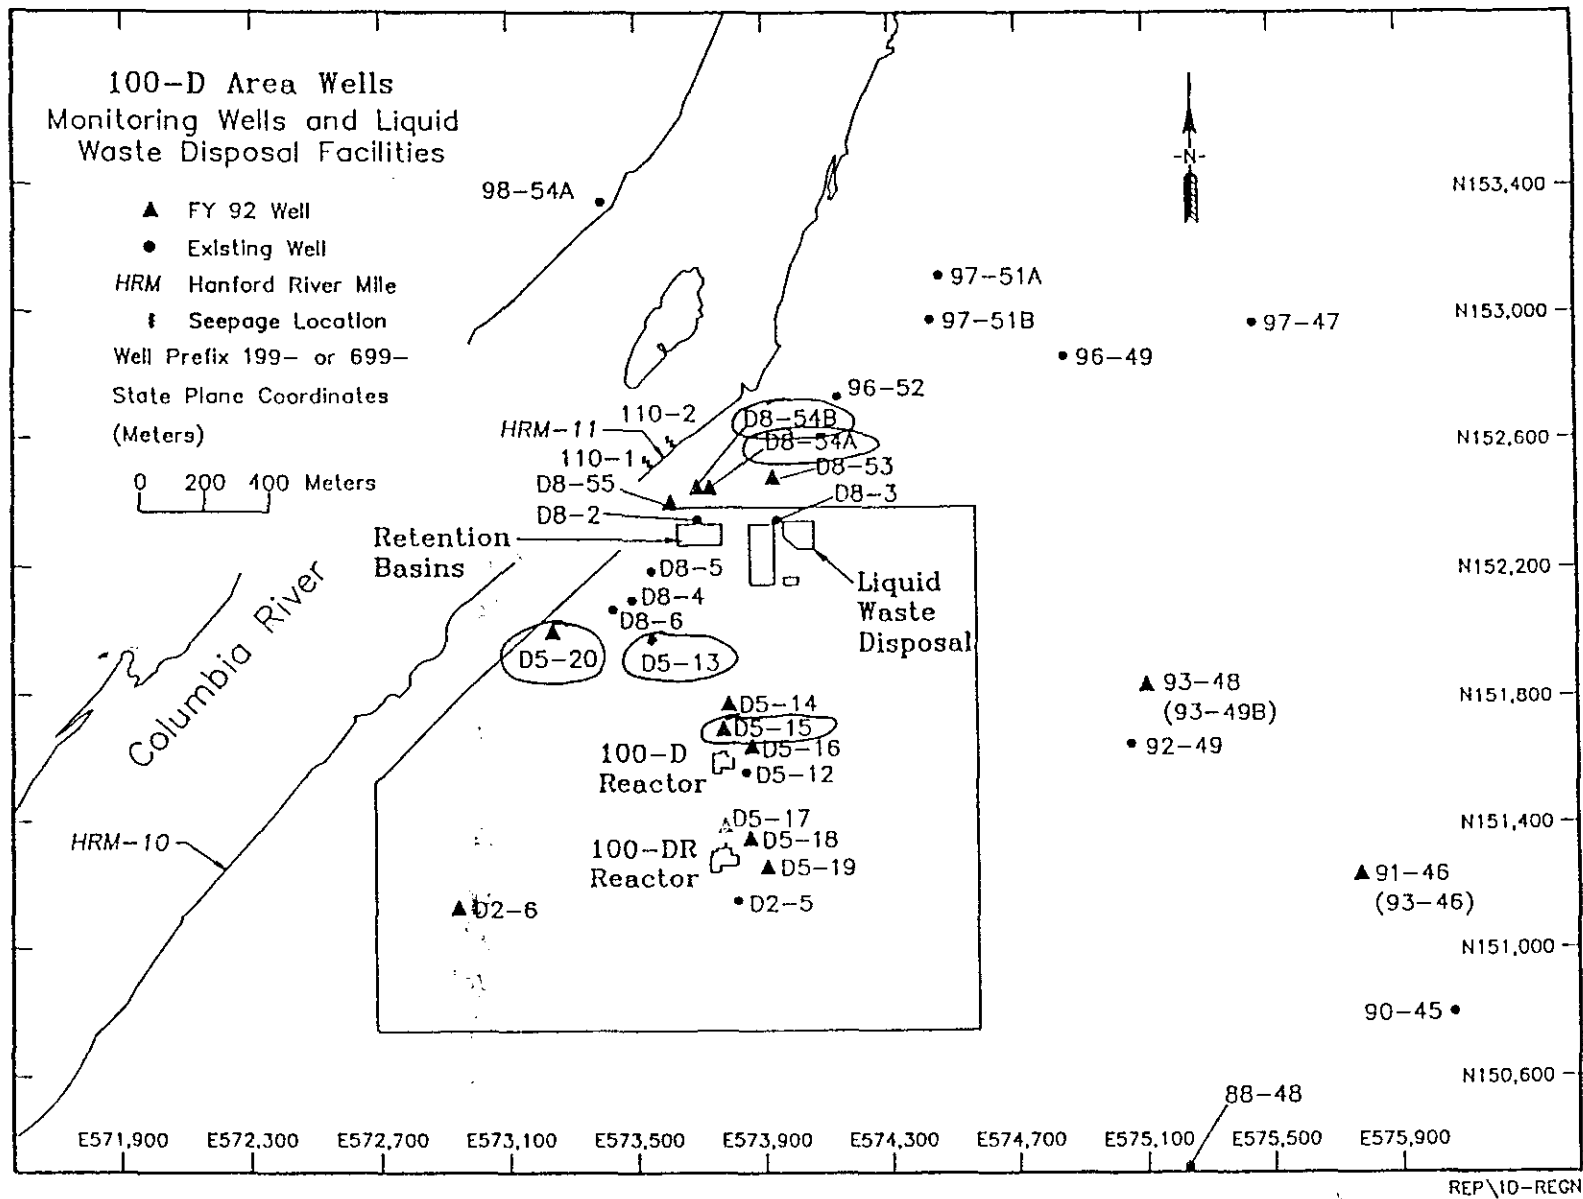 100-D Area Wells
Monitoring Wells and Liquid
Waste Disposal Facilities
FY 92 Well
Existing Well
HRM Hanford River Mile
Seepage Location
Well Prefix 199- or 699-
State Plane Coordinates
(Meters)
0 200 400 Meters
-N-
N153,400
98-54A
97-51A
N153,000
97-51B
97-47
96-49
96-52
110-2
D8-54B
HRM-11
D8-54A
N152,600
110-1
D8-53
D8-55
D8-3
D8-2
Retention
Basins
D8-5
N152,200
Liquid
Waste
Disposal
D8-4
D8-6
Columbia River
D5-20
D5-13
93-48
(93-49B)
N151,800
D5-14
D5-15
D5-16
92-49
100-D
Reactor
D5-12
D5-17
N151,400
HRM-10
D5-18
100-DR
Reactor
D5-19
91-46
(93-46)
D2-6
D2-5
N151,000
90-45
N150,600
88-48
E571,900 E572,300 E572,700 E573,100 E573,500 E573,900 E574,300 E574,700 E575,100 E575,500 E575,900
REP\10-REGN